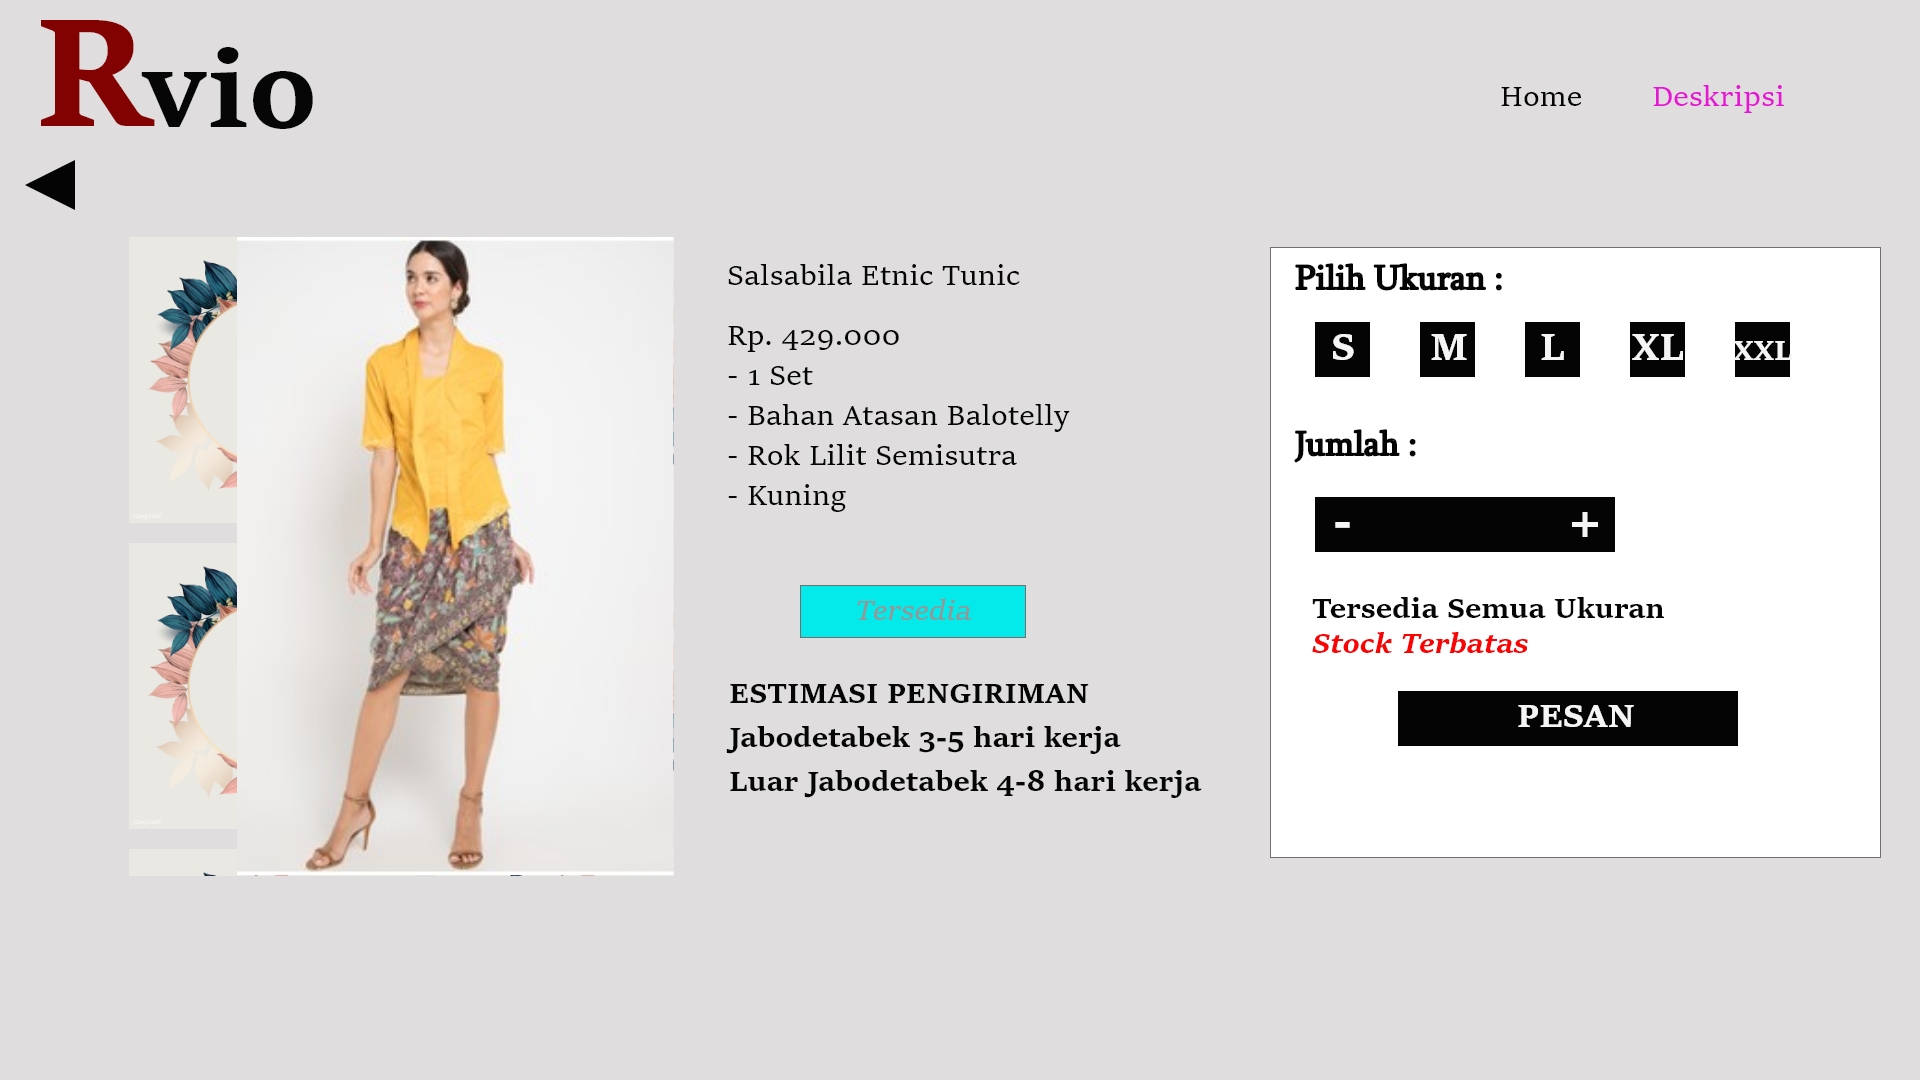 Rvio
Home
Deskripsi
Salsabila Etnic Tunic
Rp. 429.000
- 1 Set
- Bahan Atasan Balotelly
- Rok Lilit Semisutra
- Kuning
Tersedia
ESTIMASI PENGIRIMAN
Jabodetabek 3-5 hari kerja
Luar Jabodetabek 4-8 hari kerja
Pilih Ukuran :
S
M
L
XL
XXL
Jumlah :
- +
Tersedia Semua Ukuran
Stock Terbatas
PESAN